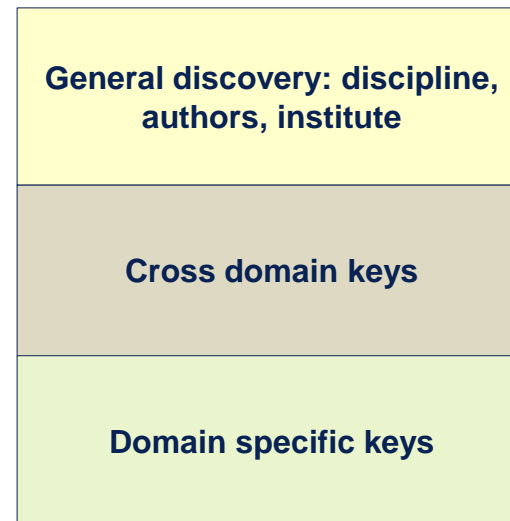 General discovery: discipline,
authors, institute
Cross domain keys
Domain specific keys